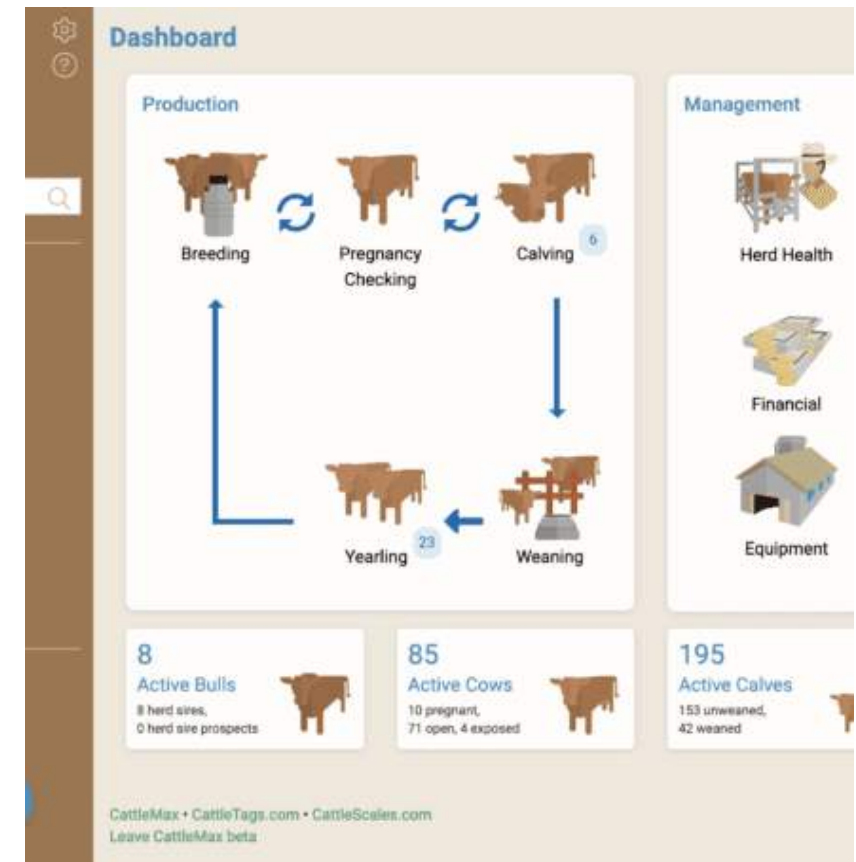 Dashboard
Production
Management
Breeding
Pregnancy
Checking
Calving
6
Herd Health
Financial
Yearling
23
Weaning
Equipment
8
Active Bulls
8 herd sires,
0 herd sire prospects
85
Active Cows
10 pregnant,
71 open, 4 exposed
195
Active Calves
153 unweaned,
42 weaned
CattleMax • CattleTags.com • CattleScales.com
Leave CattleMax beta